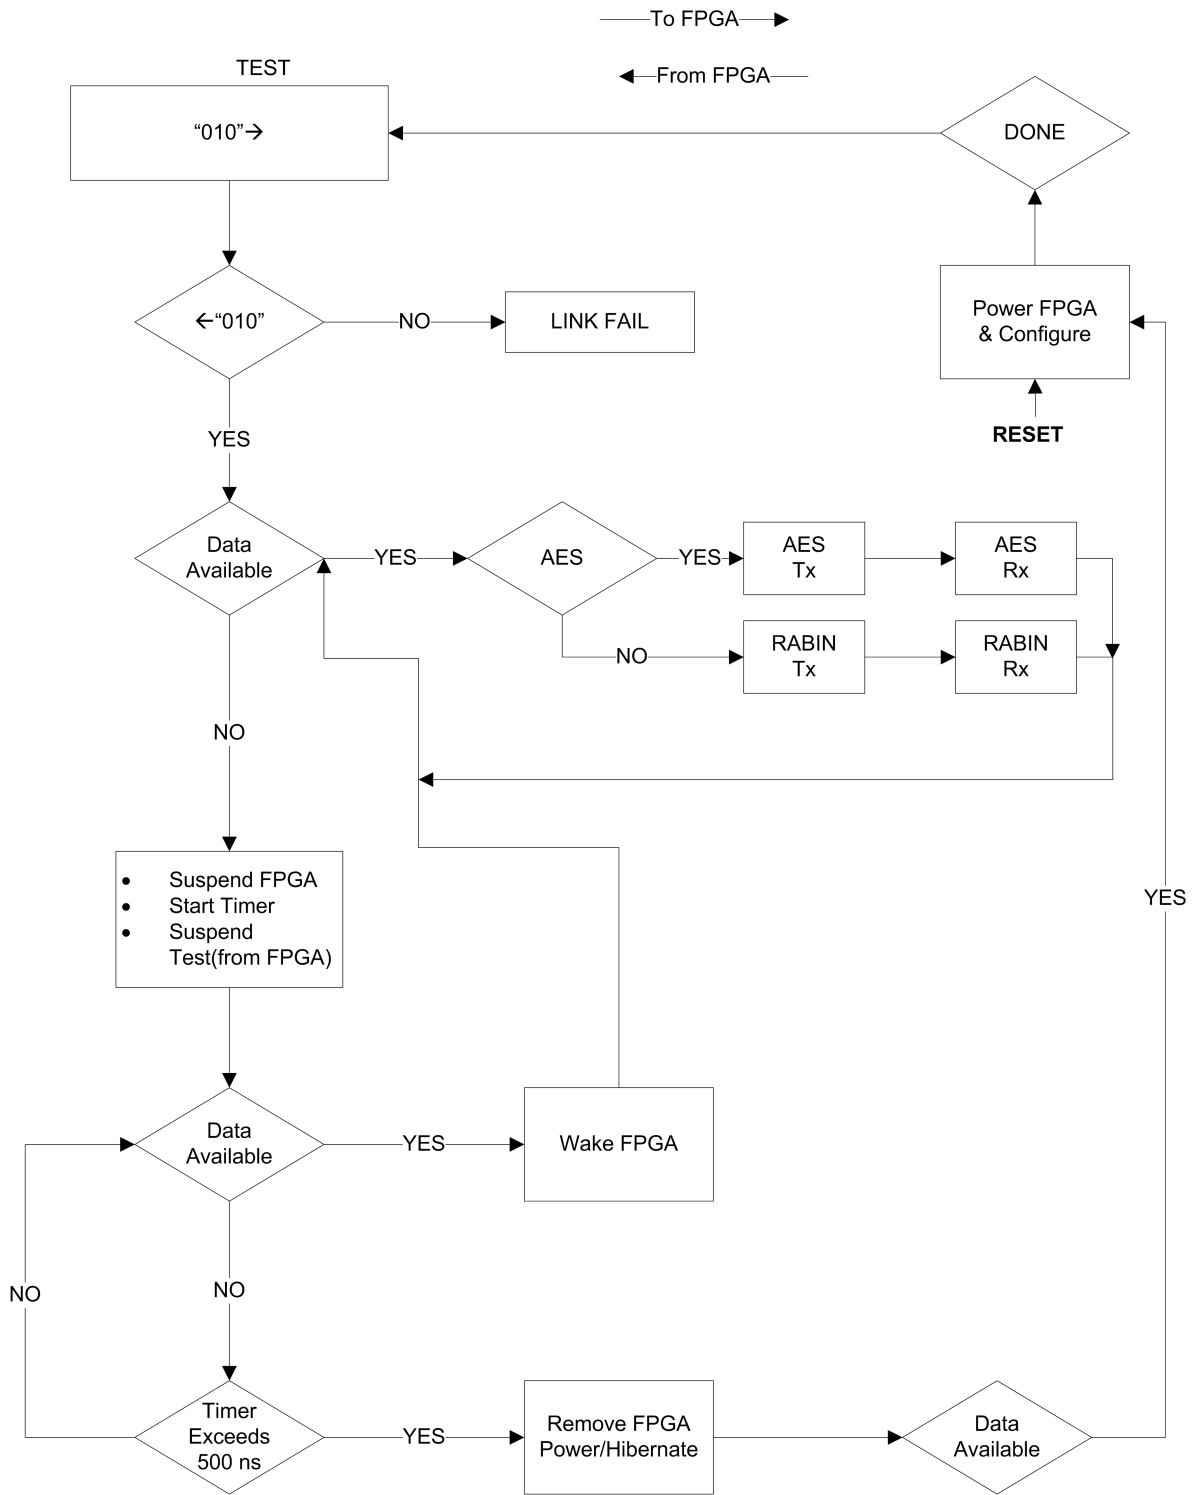 To FPGA
From FPGA
TEST
“010”→
DONE
←“010”
NO
LINK FAIL
Power FPGA
& Configure
RESET
YES
Data
Available
YES
AES
YES
AES
Tx
AES
Rx
NO
RABIN
Tx
RABIN
Rx
NO
• Suspend FPGA
• Start Timer
• Suspend
Test(from FPGA)
YES
Data
Available
YES
Wake FPGA
NO
NO
Timer
Exceeds
500 ns
YES
Remove FPGA
Power/Hibernate
Data
Available